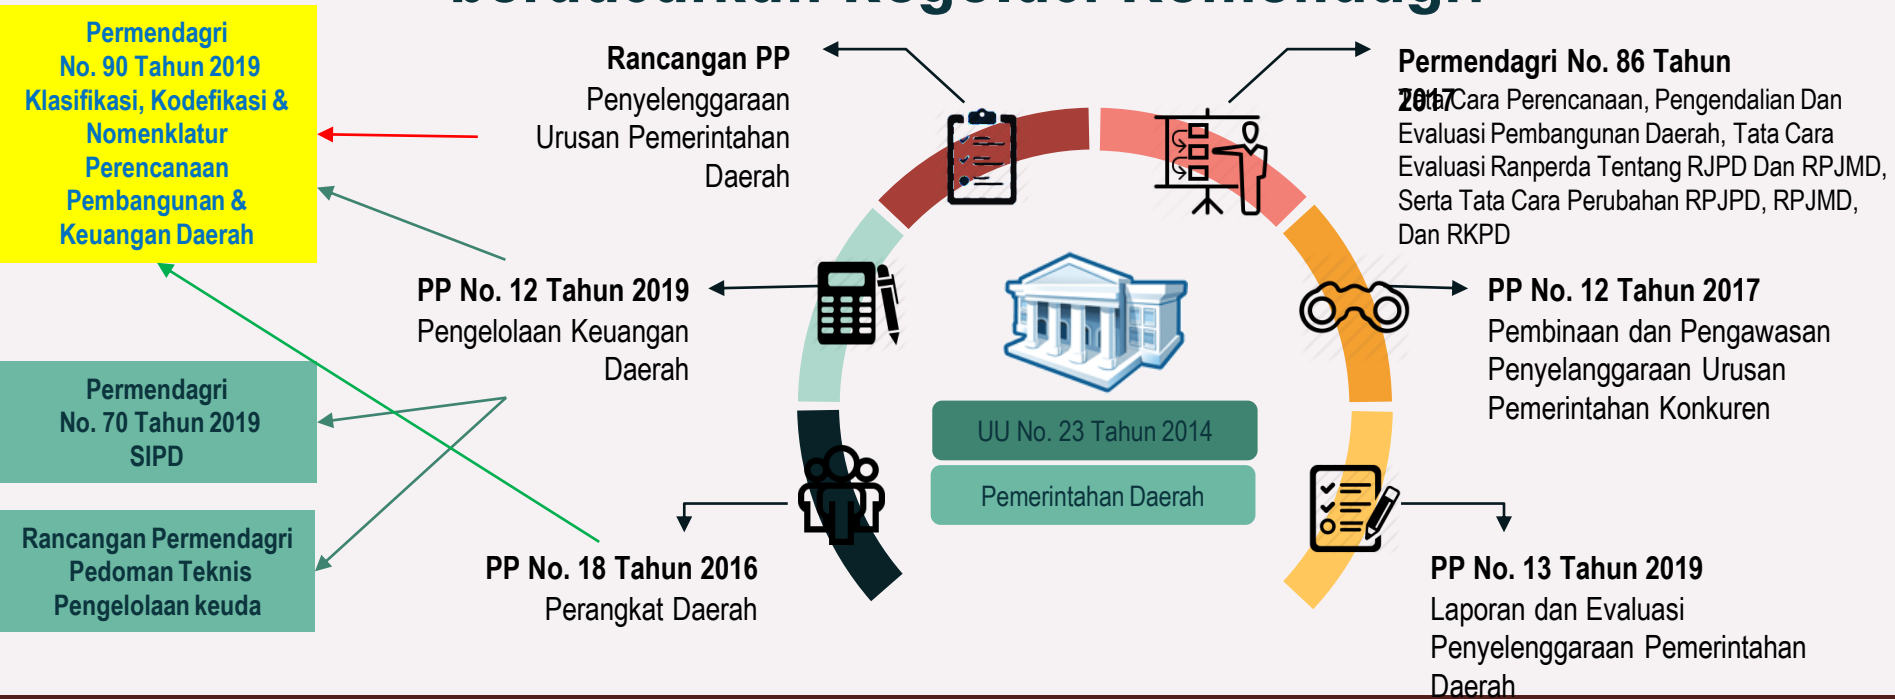 Permendagri
No. 90 Tahun 2019
Klasifikasi, Kodefikasi &
Nomenklatur
Perencanaan
Pembangunan &
Keuangan Daerah
Permendagri
No. 70 Tahun 2019
SIPD
Rancangan Permendagri
Pedoman Teknis
Pengelolaan keuda
Rancangan PP
Penyelenggaraan
Urusan Pemerintahan
Daerah
PP No. 12 Tahun 2019
Pengelolaan Keuangan
Daerah
PP No. 18 Tahun 2016
Perangkat Daerah
UU No. 23 Tahun 2014
Pemerintahan Daerah
Permendagri No. 86 Tahun
2017
Tata Cara Perencanaan, Pengendalian Dan
Evaluasi Pembangunan Daerah, Tata Cara
Evaluasi Ranperda Tentang RJPD Dan RPJMD,
Serta Tata Cara Perubahan RPJPD, RPJMD,
Dan RKPD
PP No. 12 Tahun 2017
Pembinaan dan Pengawasan
Penyelanggaraan Urusan
Pemerintahan Konkuren
PP No. 13 Tahun 2019
Laporan dan Evaluasi
Penyelenggaraan Pemerintahan
Daerah